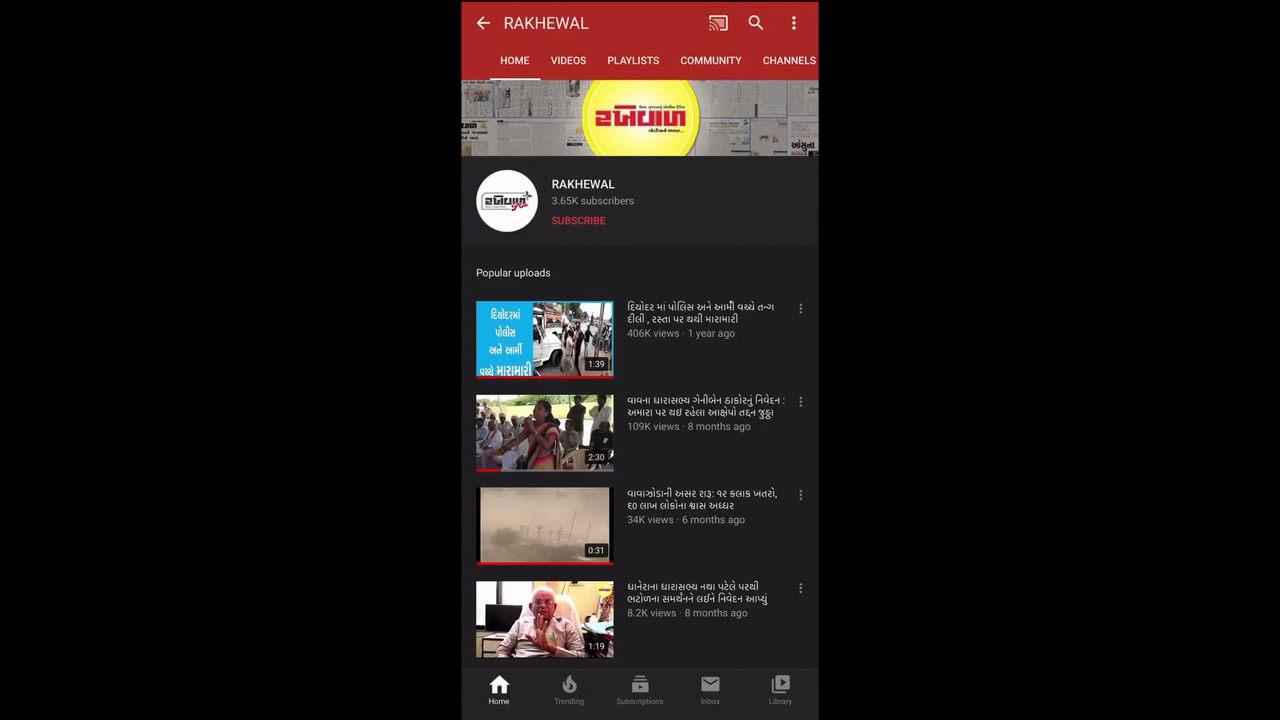 RAKHEWAL
HOME VIDEOS PLAYLISTS COMMUNITY CHANNELS
રખેવાળ
આંસુના
RAKHEWAL
3.65K subscribers
SUBSCRIBE
રખેવાળ
Popular uploads
દિયોદરમાં
પોલીસ
અને આર્મી
વચ્ચે મારામારી
1:39
દિયોદર માં પોલિસ અને આર્મી વચ્ચે તન્ગ
દીલી , રસ્તા પર થયી મારામારી
406K views · 1 year ago
2:30
વાવના ધારાસભ્ય ગેનીબેન ઠાકોરનું નિવેદન :
અમારા પર થઇ રહેલા આક્ષેપો તદ્દન જુઠ્ઠા
109K views · 8 months ago
0:31
વાવાઝોડાની અસર શરૂ: ૧૨ કલાક ખતરો,
૬૦ લાખ લોકોના શ્વાસ અધ્ધર
34K views · 6 months ago
1:19
ધાનેરાના ધારાસભ્ય નથા પટેલે પરથી
ભટોળના સમર્થનને લઈને નિવેદન આપ્યું
8.2K views · 8 months ago
Home Trending Subscriptions Inbox Library